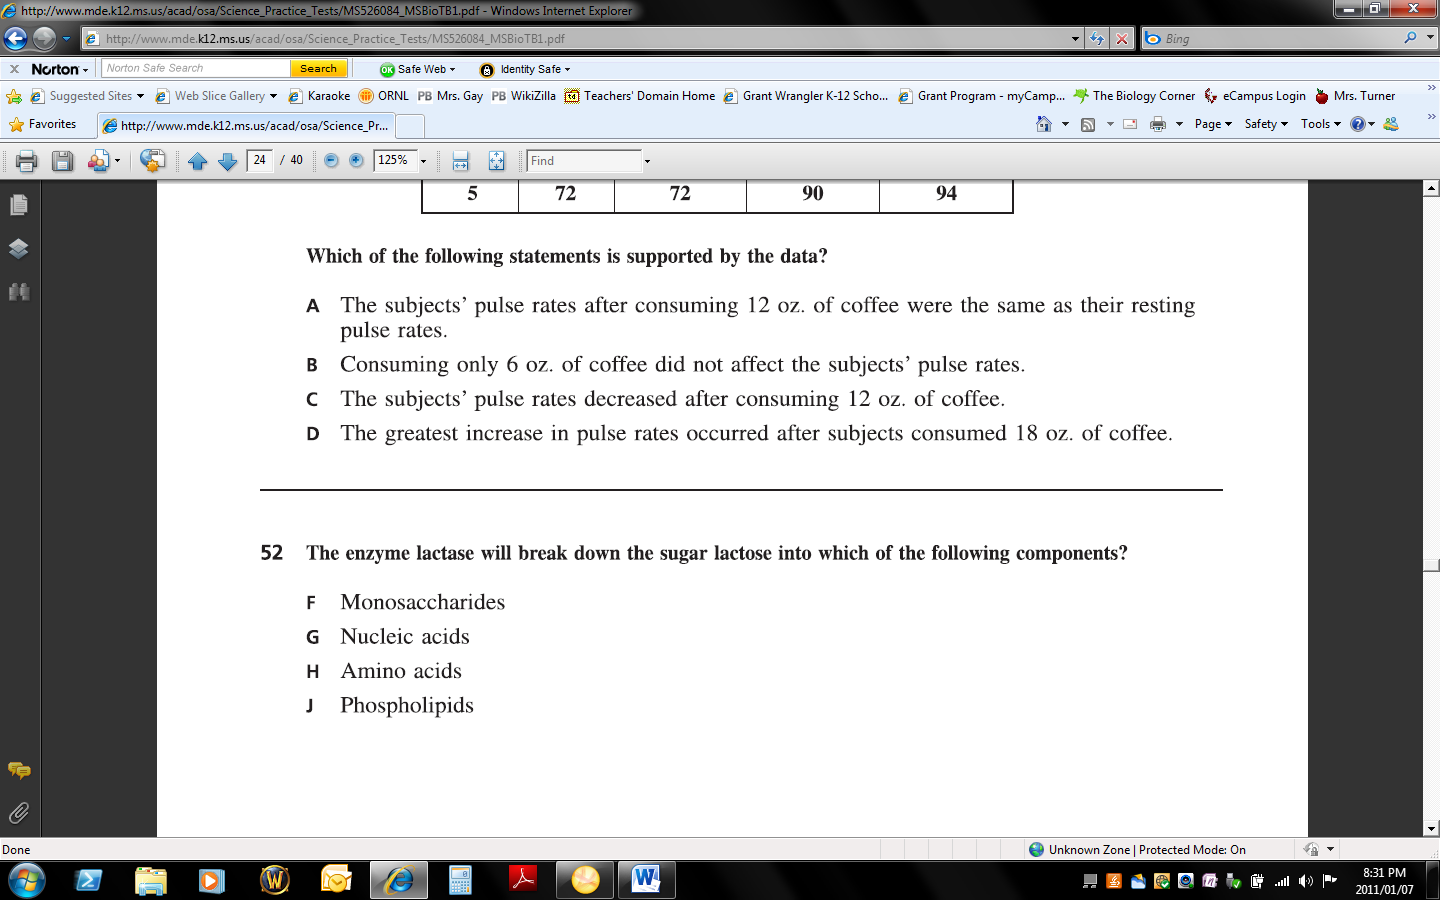 http://www.mde.k12.ms.us/acad/osa/Science_Practice_Tests/MS526084_MSBioTB1.pdf - Windows Internet Explorer
http://www.mde.k12.ms.us/acad/osa/Science_Practice_Tests/MS526084_MSBioTB1.pdf
Bing
X Norton Norton Safe Search Search OK Safe Web Identity Safe
Suggested Sites Web Slice Gallery Karaoke ORNL PB Mrs. Gay PB WikiZilla td Teachers' Domain Home Grant Wrangler K-12 Scho... Grant Program - myCamp... The Biology Corner eCampus Login Mrs. Turner
Favorites http://www.mde.k12.ms.us/acad/osa/Science_Pr... Page Safety Tools
24 / 40 125% Find
5 72 72 90 94
Which of the following statements is supported by the data?
A The subjects' pulse rates after consuming 12 oz. of coffee were the same as their resting
pulse rates.
B Consuming only 6 oz. of coffee did not affect the subjects' pulse rates.
C The subjects' pulse rates decreased after consuming 12 oz. of coffee.
D The greatest increase in pulse rates occurred after subjects consumed 18 oz. of coffee.
52 The enzyme lactase will break down the sugar lactose into which of the following components?
F Monosaccharides
G Nucleic acids
H Amino acids
J Phospholipids
Done Unknown Zone | Protected Mode: On
8:31 PM
2011/01/07